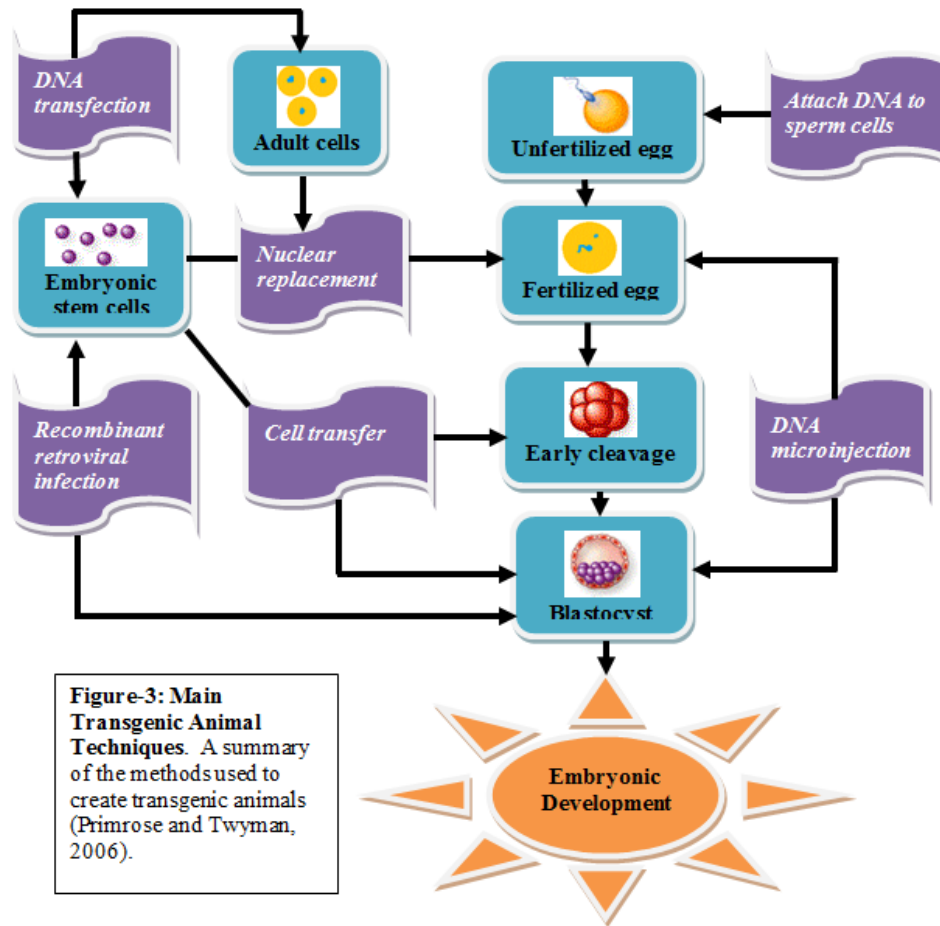 DNA
transfection
Adult cells
Unfertilized egg
Attach DNA to
sperm cells
Embryonic
stem cells
Nuclear
replacement
Fertilized egg
Recombinant
retroviral
infection
Cell transfer
Early cleavage
DNA
microinjection
Blastocyst
Figure-3: Main
Transgenic Animal
Techniques. A summary
of the methods used to
create transgenic animals
(Primrose and Twyman,
2006).
Embryonic
Development